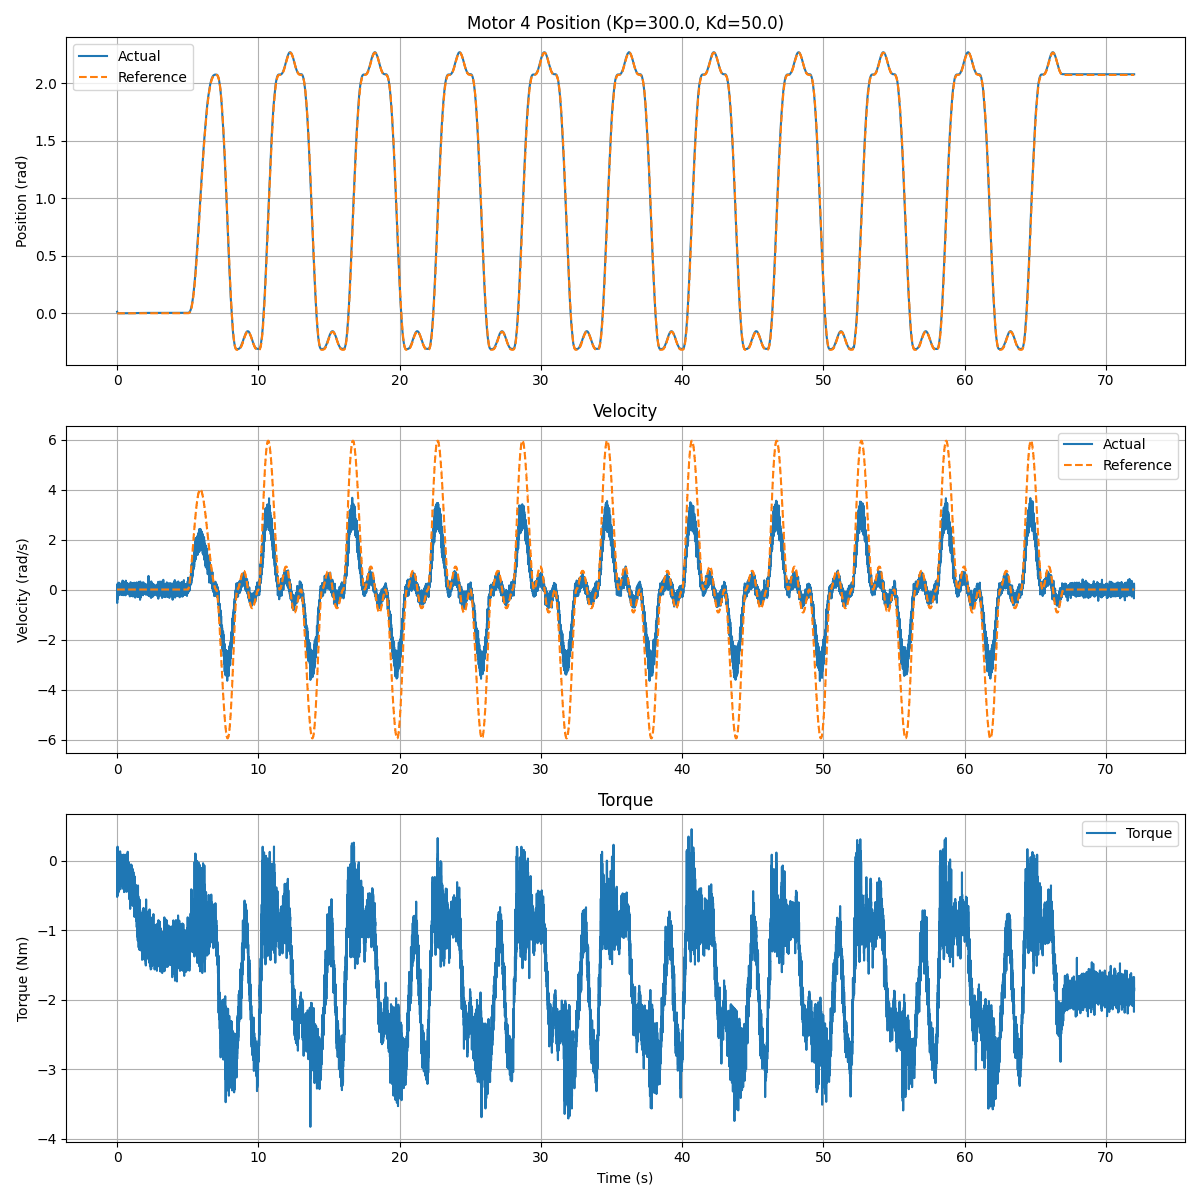 Motor 4 Position (Kp=300.0, Kd=50.0)
Actual
Reference
Position (rad)
2.0
1.5
1.0
0.5
0.0
0 10 20 30 40 50 60 70
Velocity
Actual
Reference
Velocity (rad/s)
6
4
2
0
−2
−4
−6
0 10 20 30 40 50 60 70
Torque
Torque
Torque (Nm)
0
−1
−2
−3
−4
0 10 20 30 40 50 60 70
Time (s)